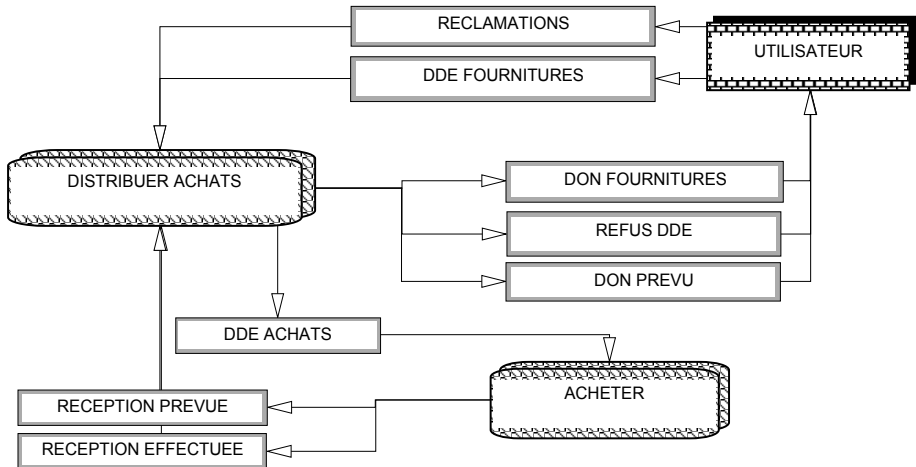 RECLAMATIONS
UTILISATEUR
DDE FOURNITURES
DISTRIBUER ACHATS
DON FOURNITURES
REFUS DDE
DON PREVU
DDE ACHATS
ACHETER
RECEPTION PREVUE
RECEPTION EFFECTUEE